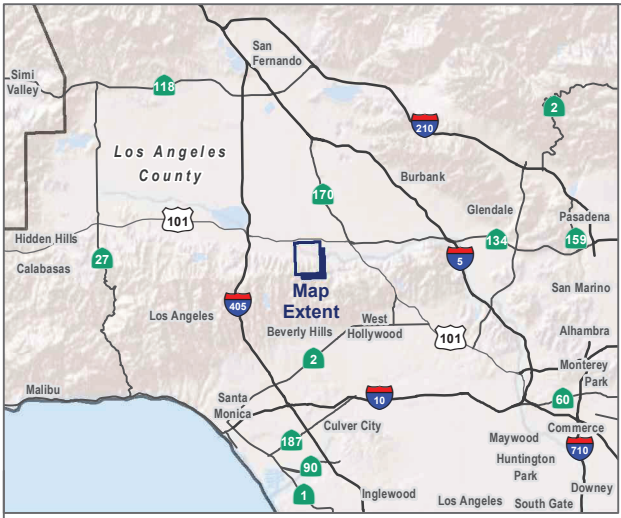 San
Fernando
Simi
Valley
118
2
210
Los Angeles
County
Burbank
170
Glendale
Pasadena
101
Hidden Hills
134
159
27
5
Calabasas
San Marino
Map
Extent
405
Los Angeles
West
Hollywood
Beverly Hills
101
Alhambra
2
Monterey
Park
Malibu
Santa
Monica
10
60
Culver City
187
Commerce
Maywood
710
90
Huntington
Park
1
Inglewood
Los Angeles
South Gate
Downey